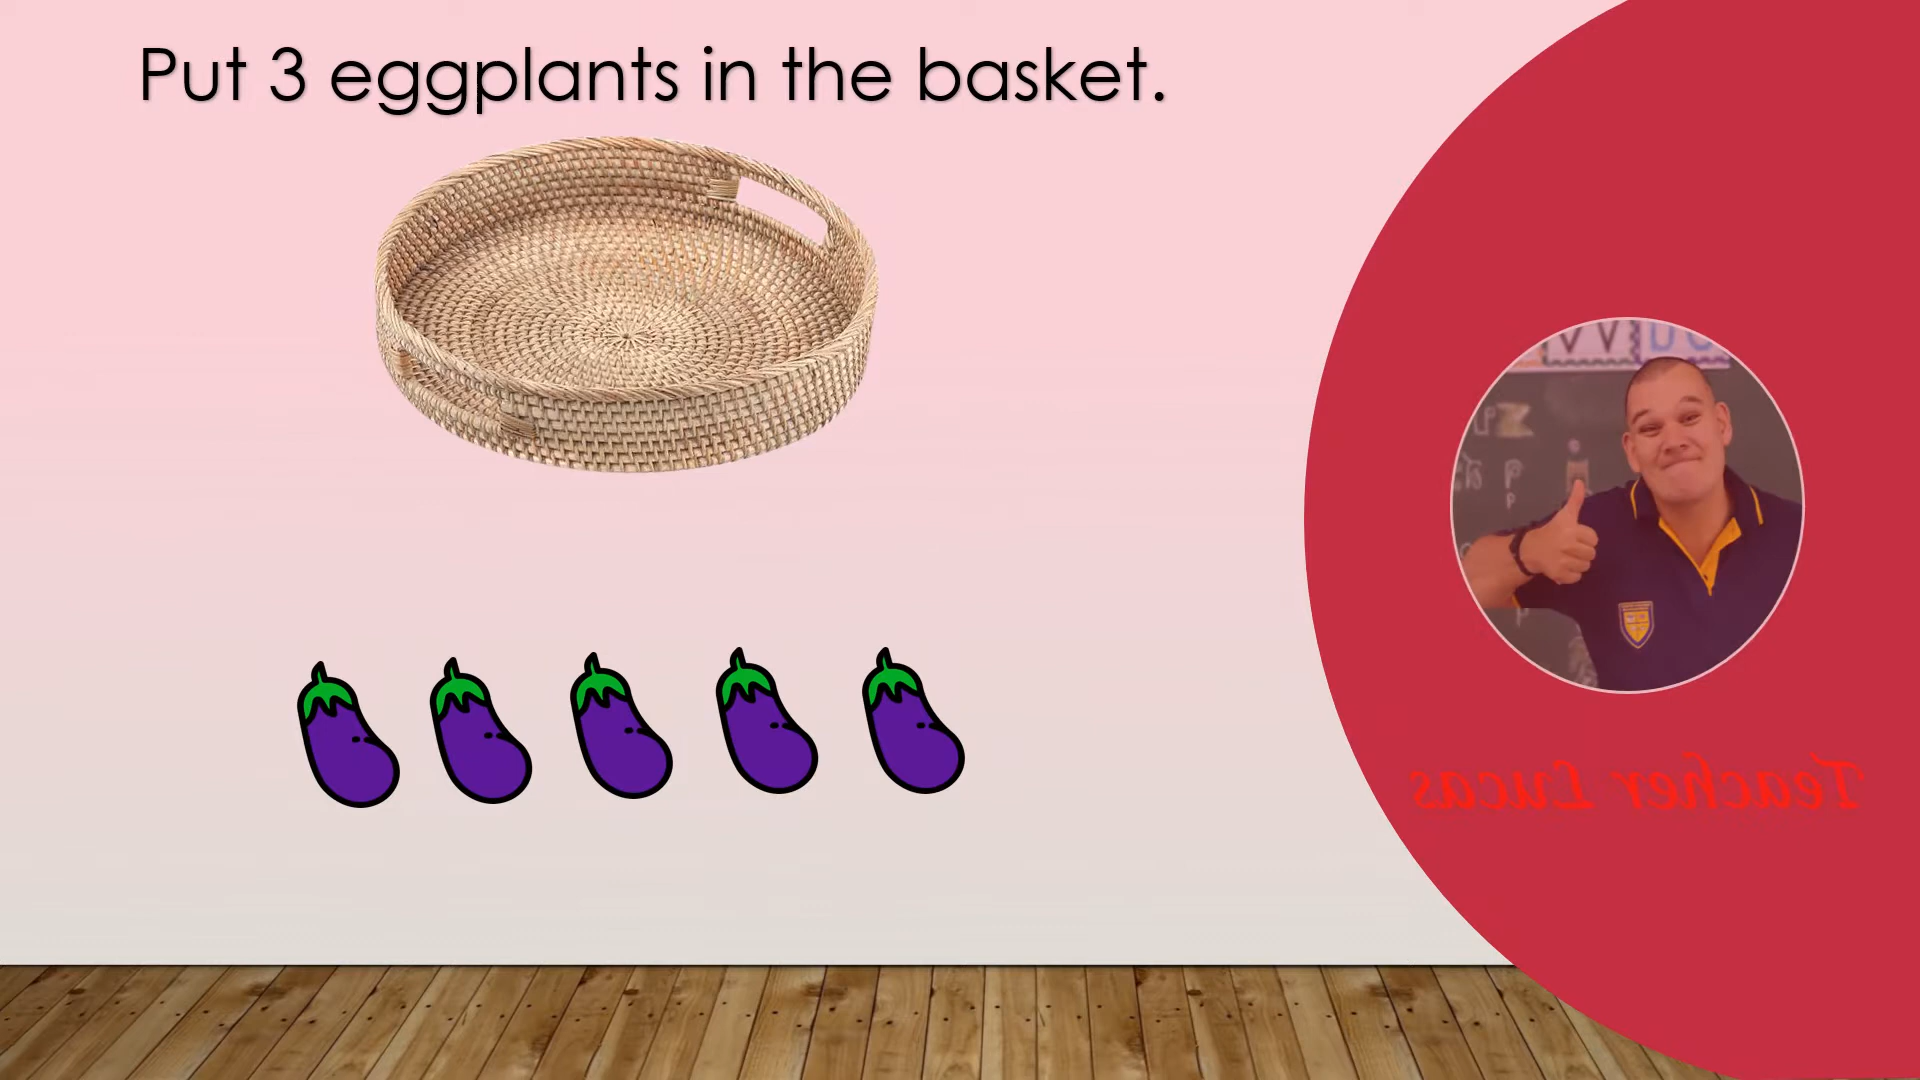 Put 3 eggplants in the basket.
Teacher Lucas